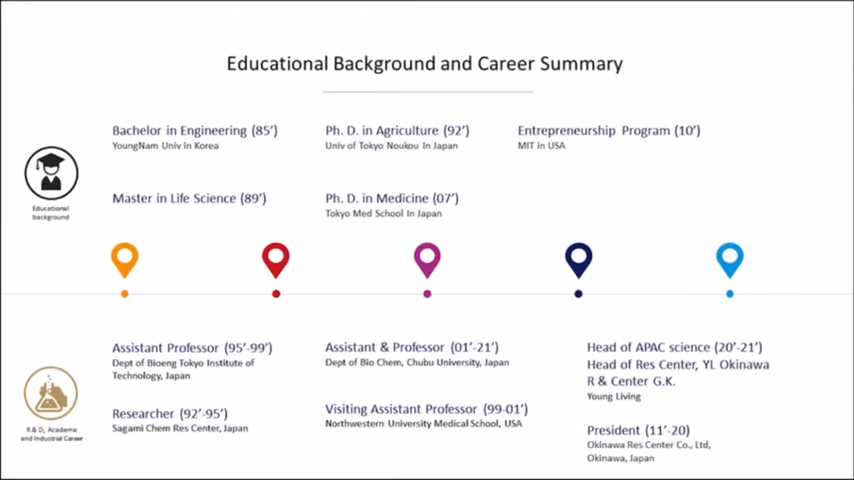 Educational Background and Career Summary
Bachelor in Engineering (85’)
YoungNam Univ in Korea
Ph. D. in Agriculture (92’)
Univ of Tokyo Noukou In Japan
Entrepreneurship Program (10’)
MIT in USA
Master in Life Science (89’)
Ph. D. in Medicine (07’)
Tokyo Med School In Japan
Educational
background
Assistant Professor (95’-99’)
Dept of Bioeng Tokyo Institute of
Technology, Japan
Researcher (92’-95’)
Sagami Chem Res Center, Japan
Assistant & Professor (01’-21’)
Dept of Bio Chem, Chubu University, Japan
Visiting Assistant Professor (99-01’)
Northwestern University Medical School, USA
Head of APAC science (20’-21’)
Head of Res Center, YL Okinawa
R & Center G.K.
Young Living
President (11’-20)
Okinawa Res Center Co., Ltd,
Okinawa, Japan
R & D, Academic
and Industrial Career